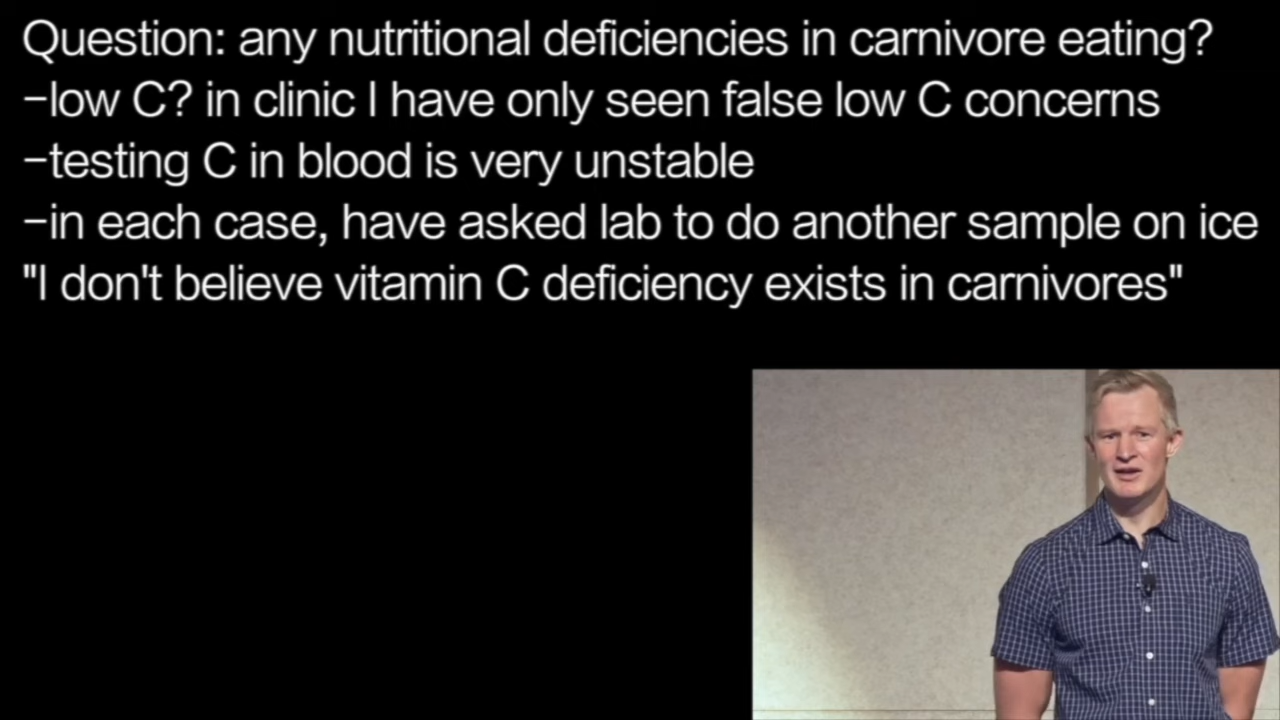 Question: any nutritional deficiencies in carnivore eating?
−low C? in clinic I have only seen false low C concerns
−testing C in blood is very unstable
−in each case, have asked lab to do another sample on ice
"I don't believe vitamin C deficiency exists in carnivores"